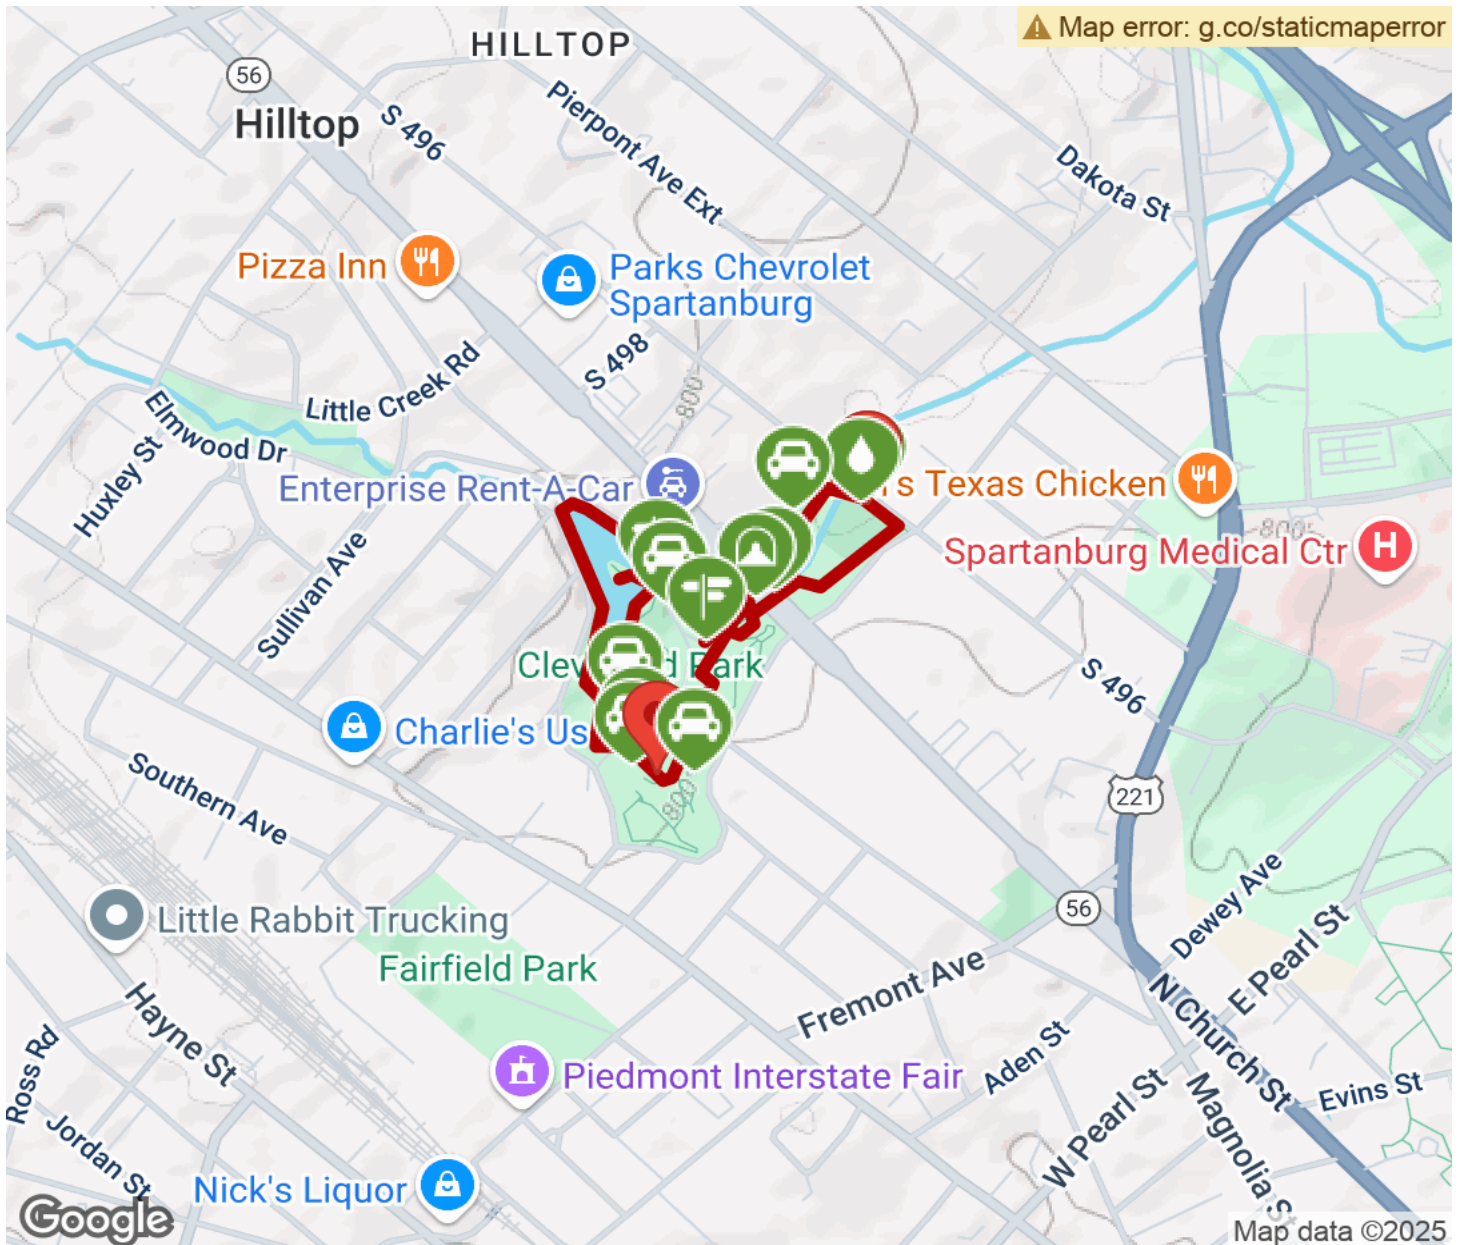 Map error: g.co/staticmaperror
HILLTOP
56
Hilltop
S 496
Pierpont Ave Ext
Dakota St
Pizza Inn
Parks Chevrolet
Spartanburg
S 498
800
Little Creek Rd
Elmwood Dr
Huxley St
Enterprise Rent-A-Car
's Texas Chicken
800
Spartanburg Medical Ctr
H
Sullivan Ave
Park
S 496
Charlie's Us
Southern Ave
800
221
Little Rabbit Trucking
56
Dewey Ave
Fairfield Park
E Pearl St
Fremont Ave
N Church St
Hayne St
Ross Rd
Piedmont Interstate Fair
Aden St
Evins St
W Pearl St
Magnolia St
Jordan St
Nick's Liquor
Google
Map data ©2025